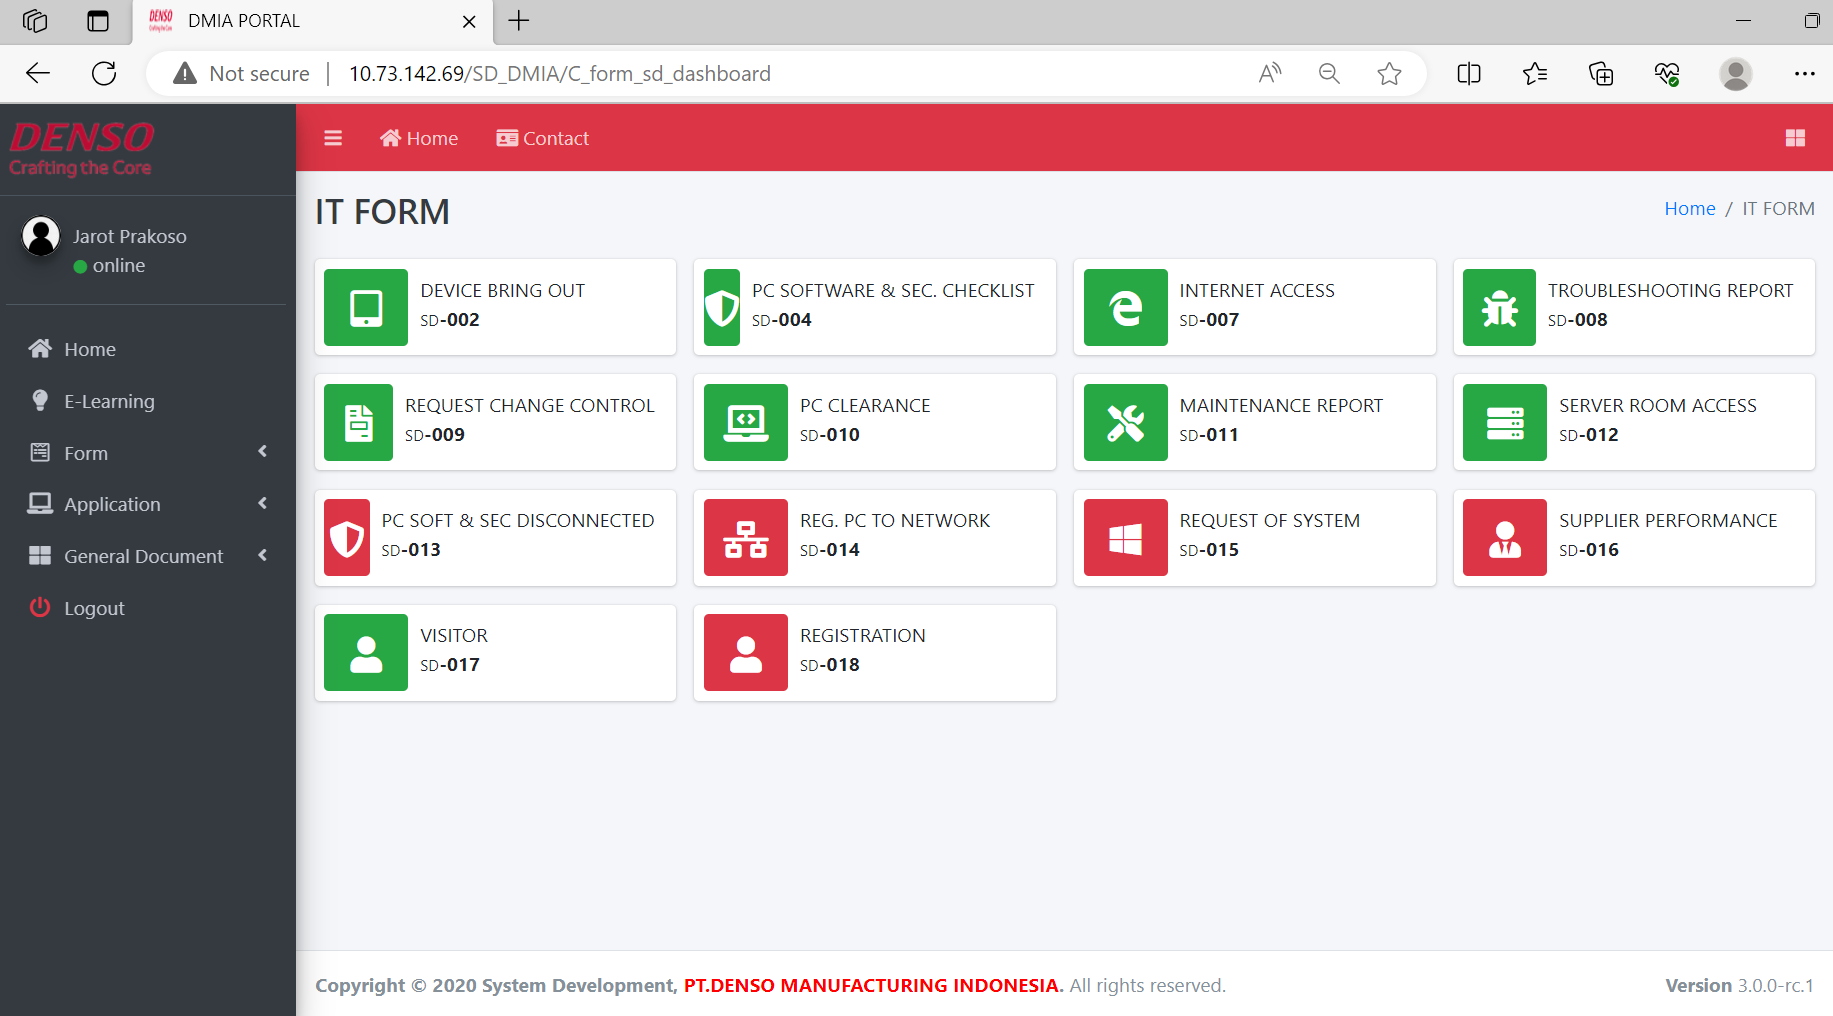 DENSO
Crafting the Core
DMIA PORTAL
Not secure
10.73.142.69/SD_DMIA/C_form_sd_dashboard
DENSO
Crafting the Core
Home
Contact
Jarot Prakoso
online
Home
E-Learning
Form
Application
General Document
Logout
IT FORM
Home / IT FORM
DEVICE BRING OUT
SD-002
PC SOFTWARE & SEC. CHECKLIST
SD-004
INTERNET ACCESS
SD-007
TROUBLESHOOTING REPORT
SD-008
REQUEST CHANGE CONTROL
SD-009
PC CLEARANCE
SD-010
MAINTENANCE REPORT
SD-011
SERVER ROOM ACCESS
SD-012
PC SOFT & SEC DISCONNECTED
SD-013
REG. PC TO NETWORK
SD-014
REQUEST OF SYSTEM
SD-015
SUPPLIER PERFORMANCE
SD-016
VISITOR
SD-017
REGISTRATION
SD-018
Copyright © 2020 System Development, PT.DENSO MANUFACTURING INDONESIA. All rights reserved.
Version 3.0.0-rc.1